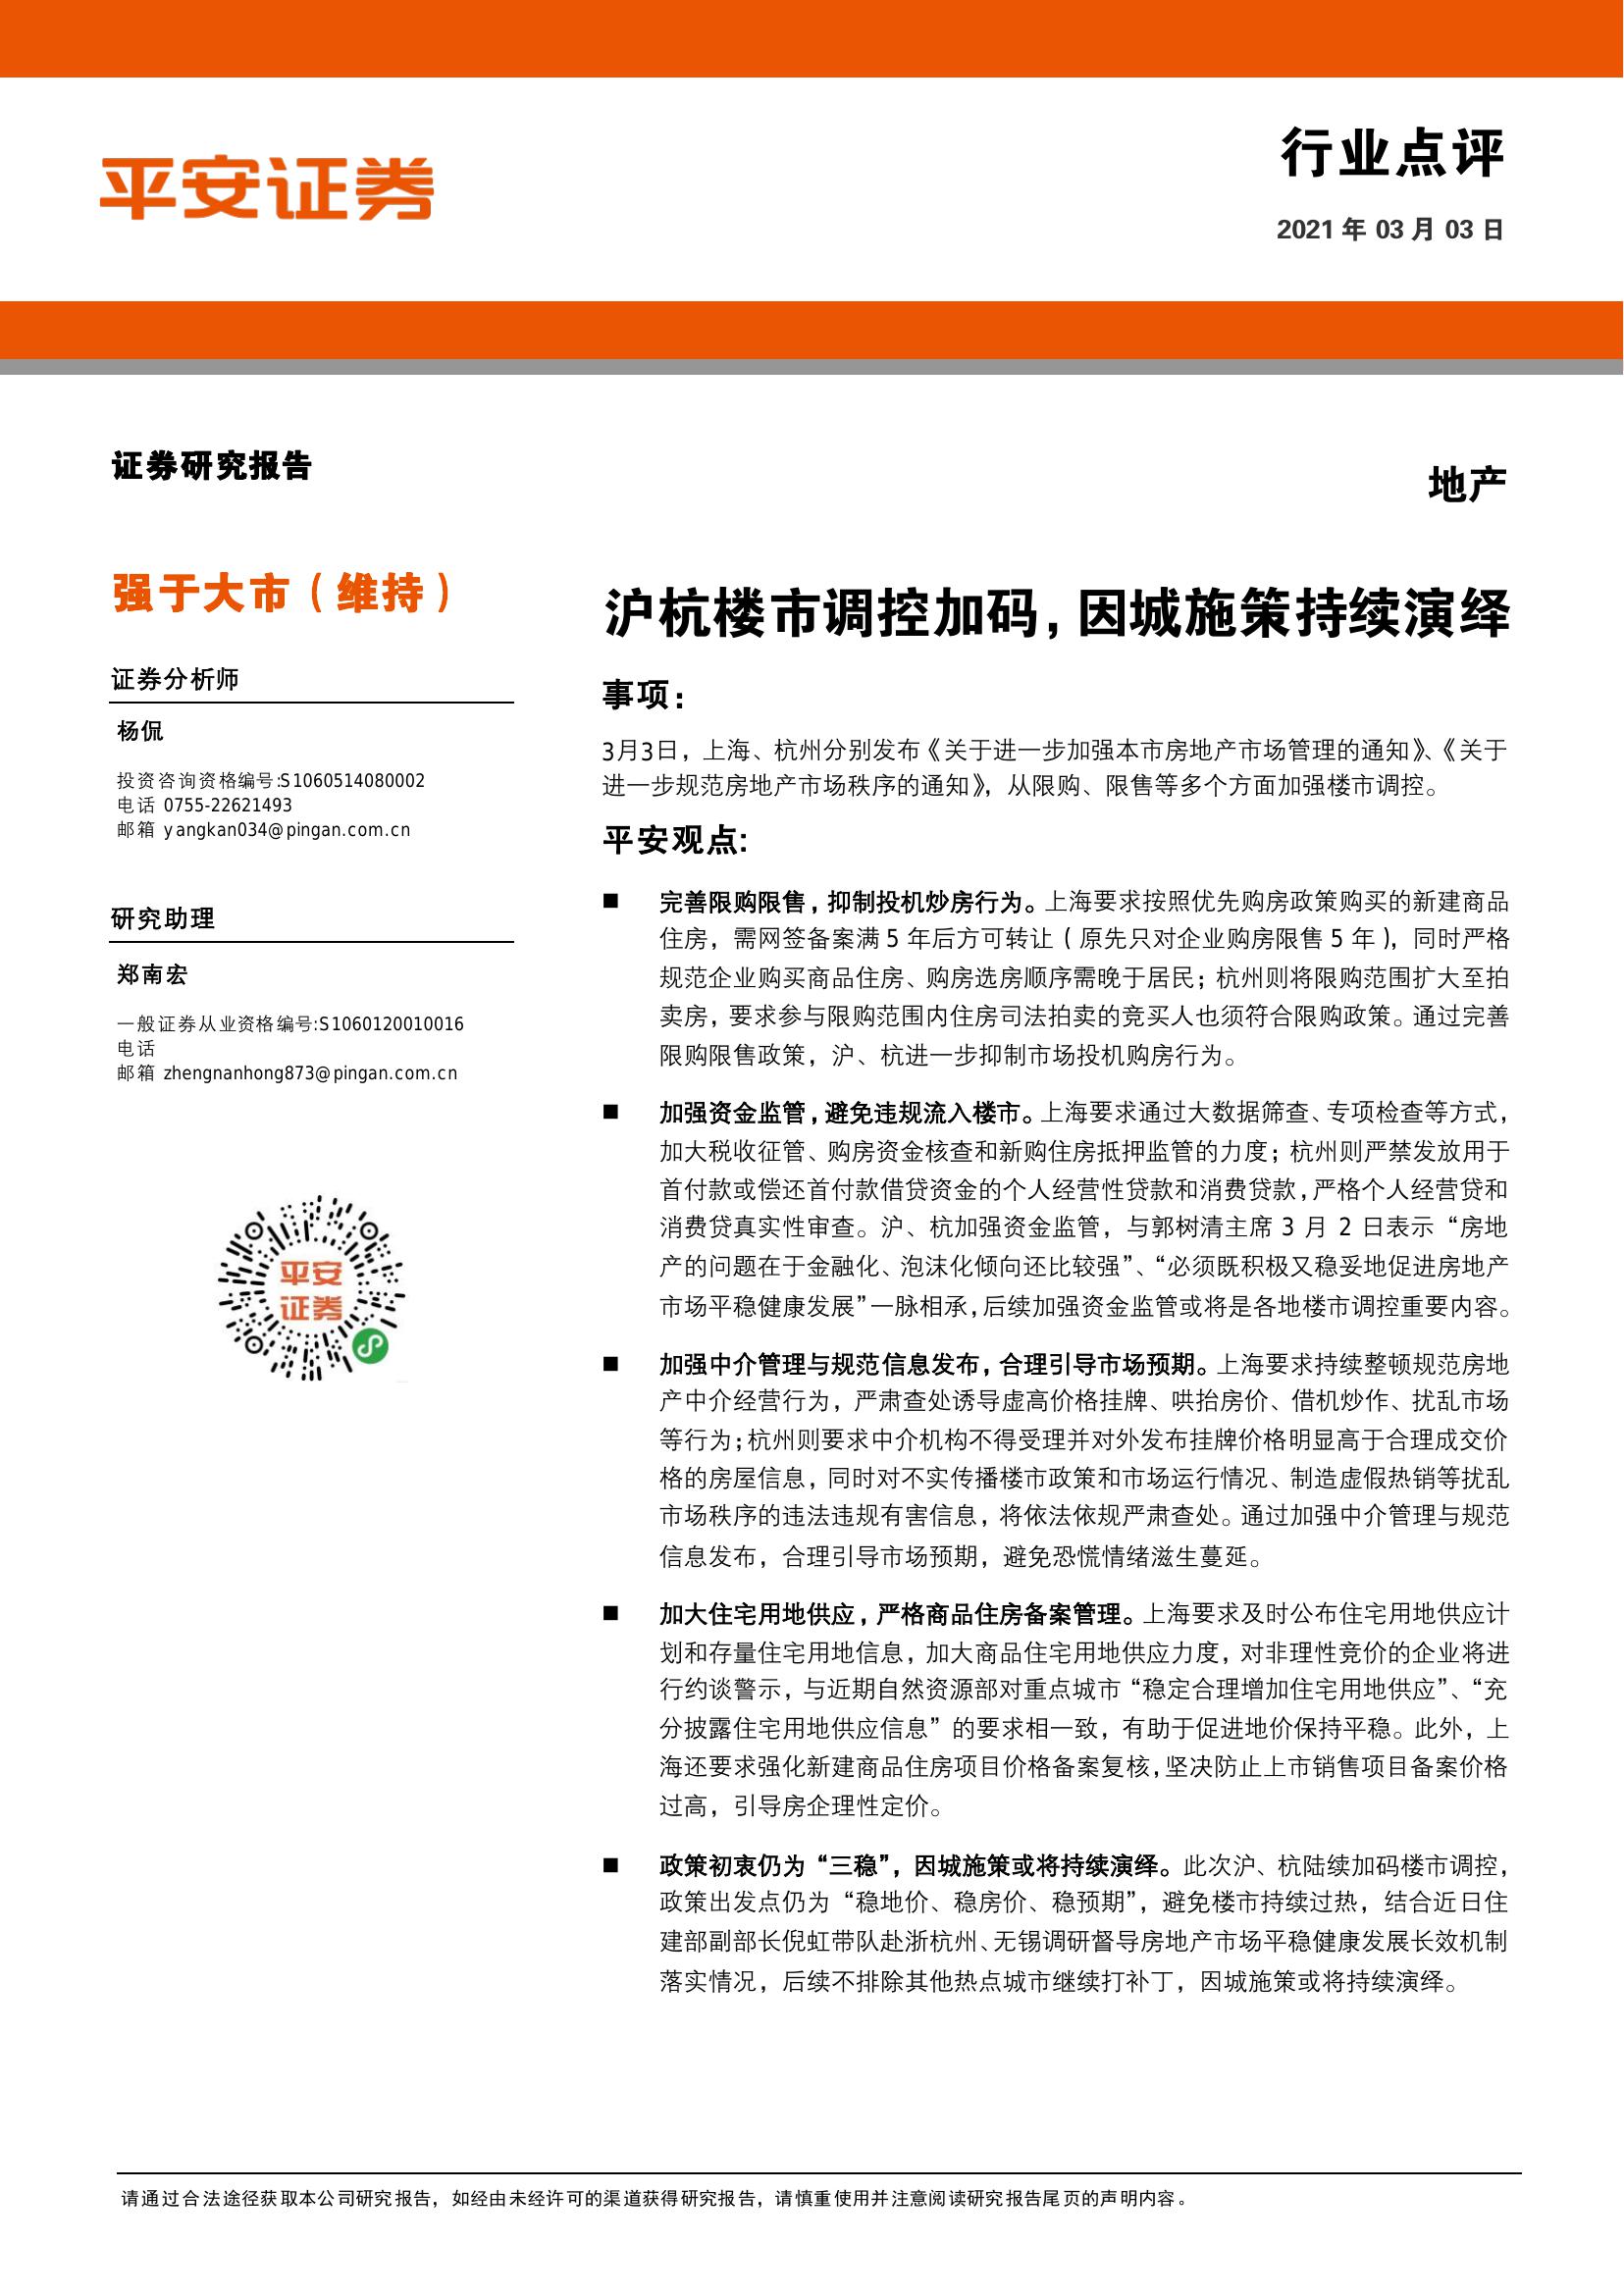 平安证券
行业点评
2021 年 03 月 03 日
证券研究报告
地产
强于大市（维持）
证券分析师
杨侃
投资咨询资格编号:S1060514080002
电话 0755-22621493
邮箱 yangkan034@pingan.com.cn
研究助理
郑南宏
一般证券从业资格编号:S1060120010016
电话
邮箱 zhengnanhong873@pingan.com.cn
平安
证券
沪杭楼市调控加码，因城施策持续演绎
事项：
3月3日，上海、杭州分别发布《关于进一步加强本市房地产市场管理的通知》、《关于
进一步规范房地产市场秩序的通知》，从限购、限售等多个方面加强楼市调控。
平安观点:
■ 完善限购限售，抑制投机炒房行为。上海要求按照优先购房政策购买的新建商品
住房，需网签备案满 5 年后方可转让（原先只对企业购房限售 5 年），同时严格
规范企业购买商品住房、购房选房顺序需晚于居民；杭州则将限购范围扩大至拍
卖房，要求参与限购范围内住房司法拍卖的竞买人也须符合限购政策。通过完善
限购限售政策，沪、杭进一步抑制市场投机购房行为。
■ 加强资金监管，避免违规流入楼市。上海要求通过大数据筛查、专项检查等方式，
加大税收征管、购房资金核查和新购住房抵押监管的力度；杭州则严禁发放用于
首付款或偿还首付款借贷资金的个人经营性贷款和消费贷款，严格个人经营贷和
消费贷真实性审查。沪、杭加强资金监管，与郭树清主席 3 月 2 日表示“房地
产的问题在于金融化、泡沫化倾向还比较强”、“必须既积极又稳妥地促进房地产
市场平稳健康发展”一脉相承，后续加强资金监管或将是各地楼市调控重要内容。
■ 加强中介管理与规范信息发布，合理引导市场预期。上海要求持续整顿规范房地
产中介经营行为，严肃查处诱导虚高价格挂牌、哄抬房价、借机炒作、扰乱市场
等行为；杭州则要求中介机构不得受理并对外发布挂牌价格明显高于合理成交价
格的房屋信息，同时对不实传播楼市政策和市场运行情况、制造虚假热销等扰乱
市场秩序的违法违规有害信息，将依法依规严肃查处。通过加强中介管理与规范
信息发布，合理引导市场预期，避免恐慌情绪滋生蔓延。
■ 加大住宅用地供应，严格商品住房备案管理。上海要求及时公布住宅用地供应计
划和存量住宅用地信息，加大商品住宅用地供应力度，对非理性竞价的企业将进
行约谈警示，与近期自然资源部对重点城市“稳定合理增加住宅用地供应”、“充
分披露住宅用地供应信息”的要求相一致，有助于促进地价保持平稳。此外，上
海还要求强化新建商品住房项目价格备案复核，坚决防止上市销售项目备案价格
过高，引导房企理性定价。
■ 政策初衷仍为“三稳”，因城施策或将持续演绎。此次沪、杭陆续加码楼市调控，
政策出发点仍为“稳地价、稳房价、稳预期”，避免楼市持续过热，结合近日住
建部副部长倪虹带队赴浙杭州、无锡调研督导房地产市场平稳健康发展长效机制
落实情况，后续不排除其他热点城市继续打补丁，因城施策或将持续演绎。
请通过合法途径获取本公司研究报告，如经由未经许可的渠道获得研究报告，请慎重使用并注意阅读研究报告尾页的声明内容。